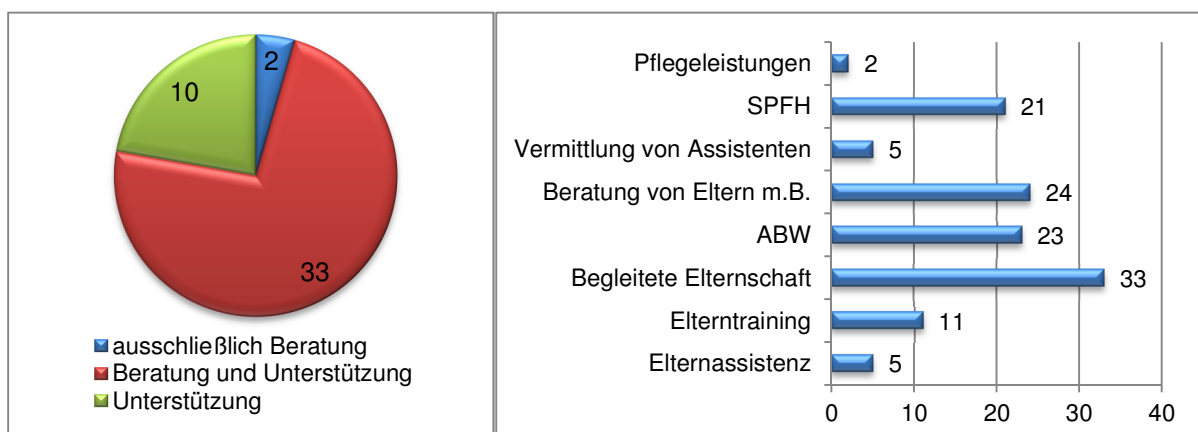 2
10
33
ausschließlich Beratung
Beratung und Unterstützung
Unterstützung
Pflegeleistungen 2
SPFH 21
Vermittlung von Assistenten 5
Beratung von Eltern m.B. 24
ABW 23
Begleitete Elternschaft 33
Elterntraining 11
Elternassistenz 5
0 10 20 30 40